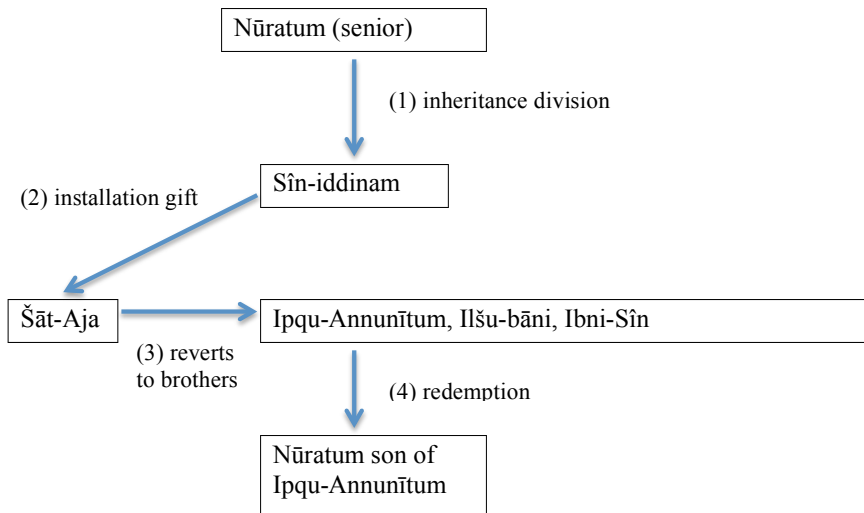 Nūratum (senior)
(1) inheritance division
Sîn-iddinam
(2) installation gift
Šāt-Aja
Ipqu-Annunītum, Ilšu-bāni, Ibni-Sîn
(3) reverts
to brothers
(4) redemption
Nūratum son of
Ipqu-Annunītum